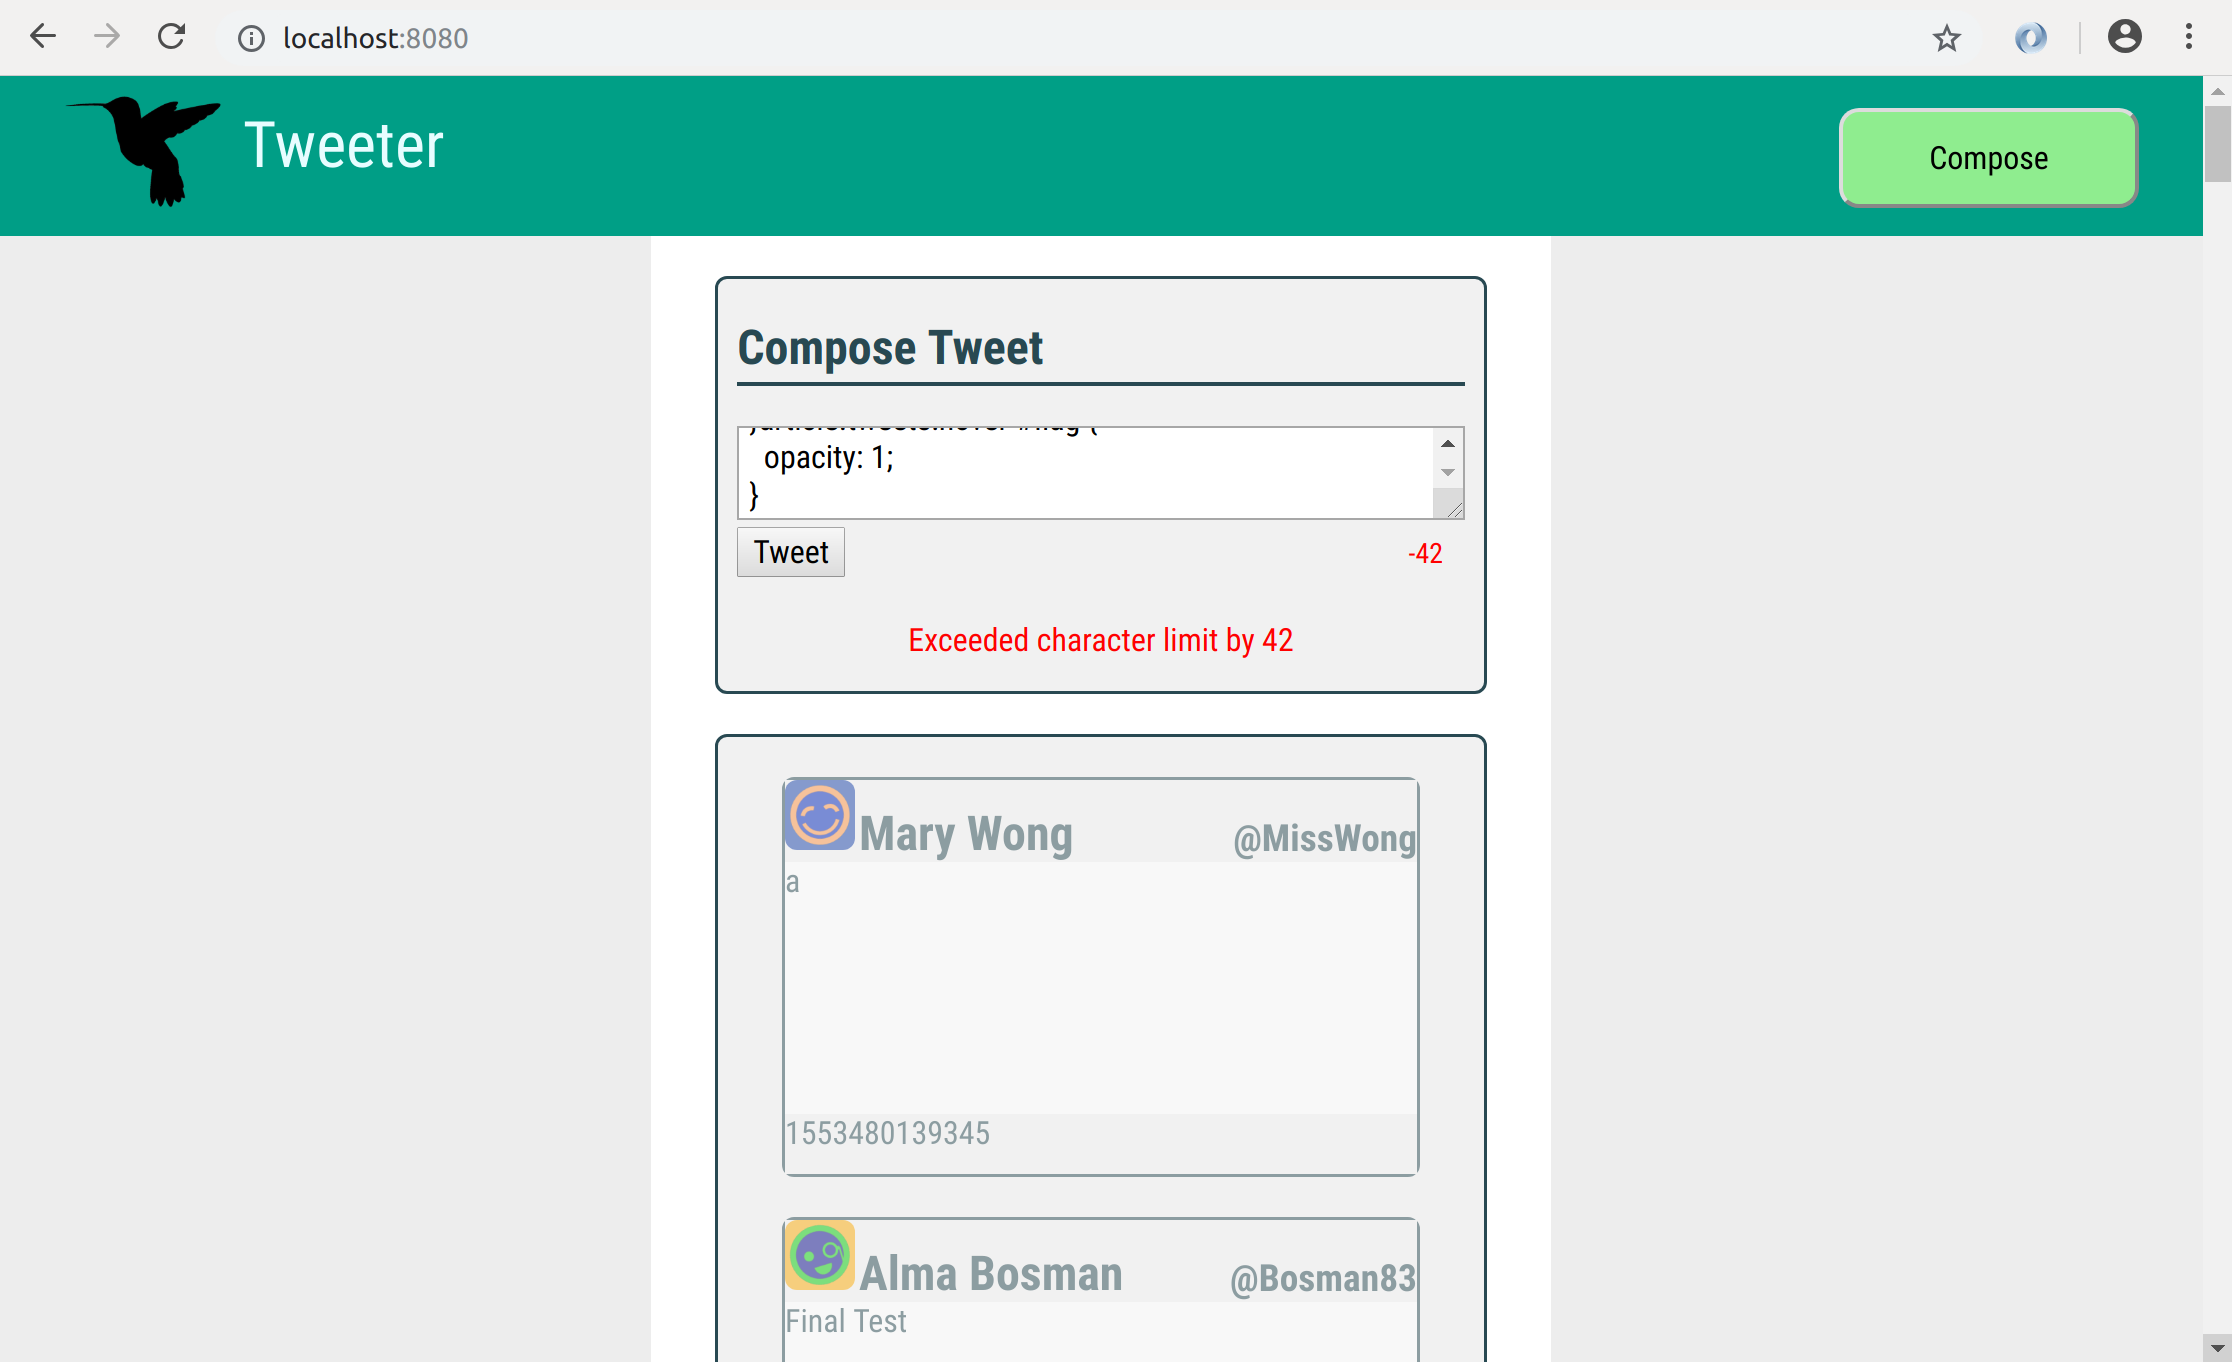 localhost:8080
Tweeter
Compose
Compose Tweet
opacity: 1;
}
Tweet
-42
Exceeded character limit by 42
Mary Wong @MissWong
a
1553480139345
Alma Bosman @Bosman83
Final Test